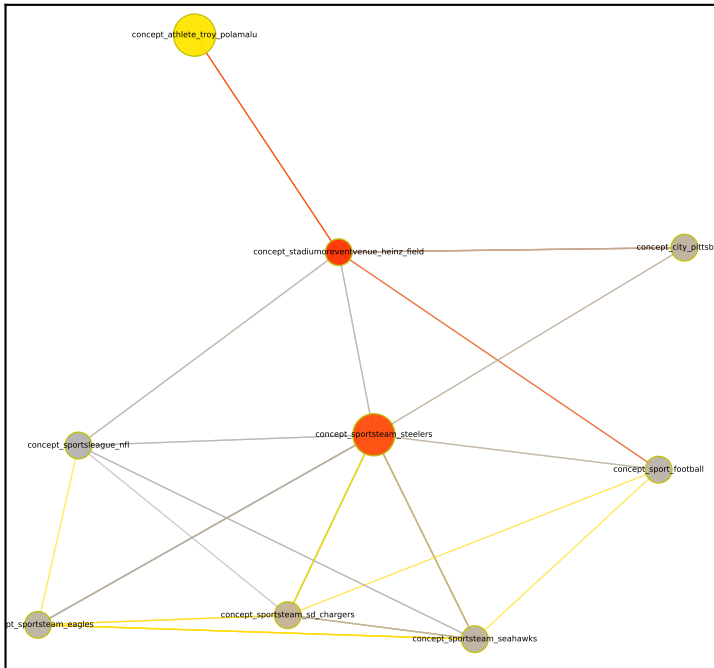 concept_athlete_troy_polamalu
concept_stadiumoreventvenue_heinz_field
concept_city_pittsb
concept_sportsteam_steelers
concept_sportsleague_nfl
concept_sport_football
concept_sportsteam_sd_chargers
pt_sportsteam_eagles
concept_sportsteam_seahawks